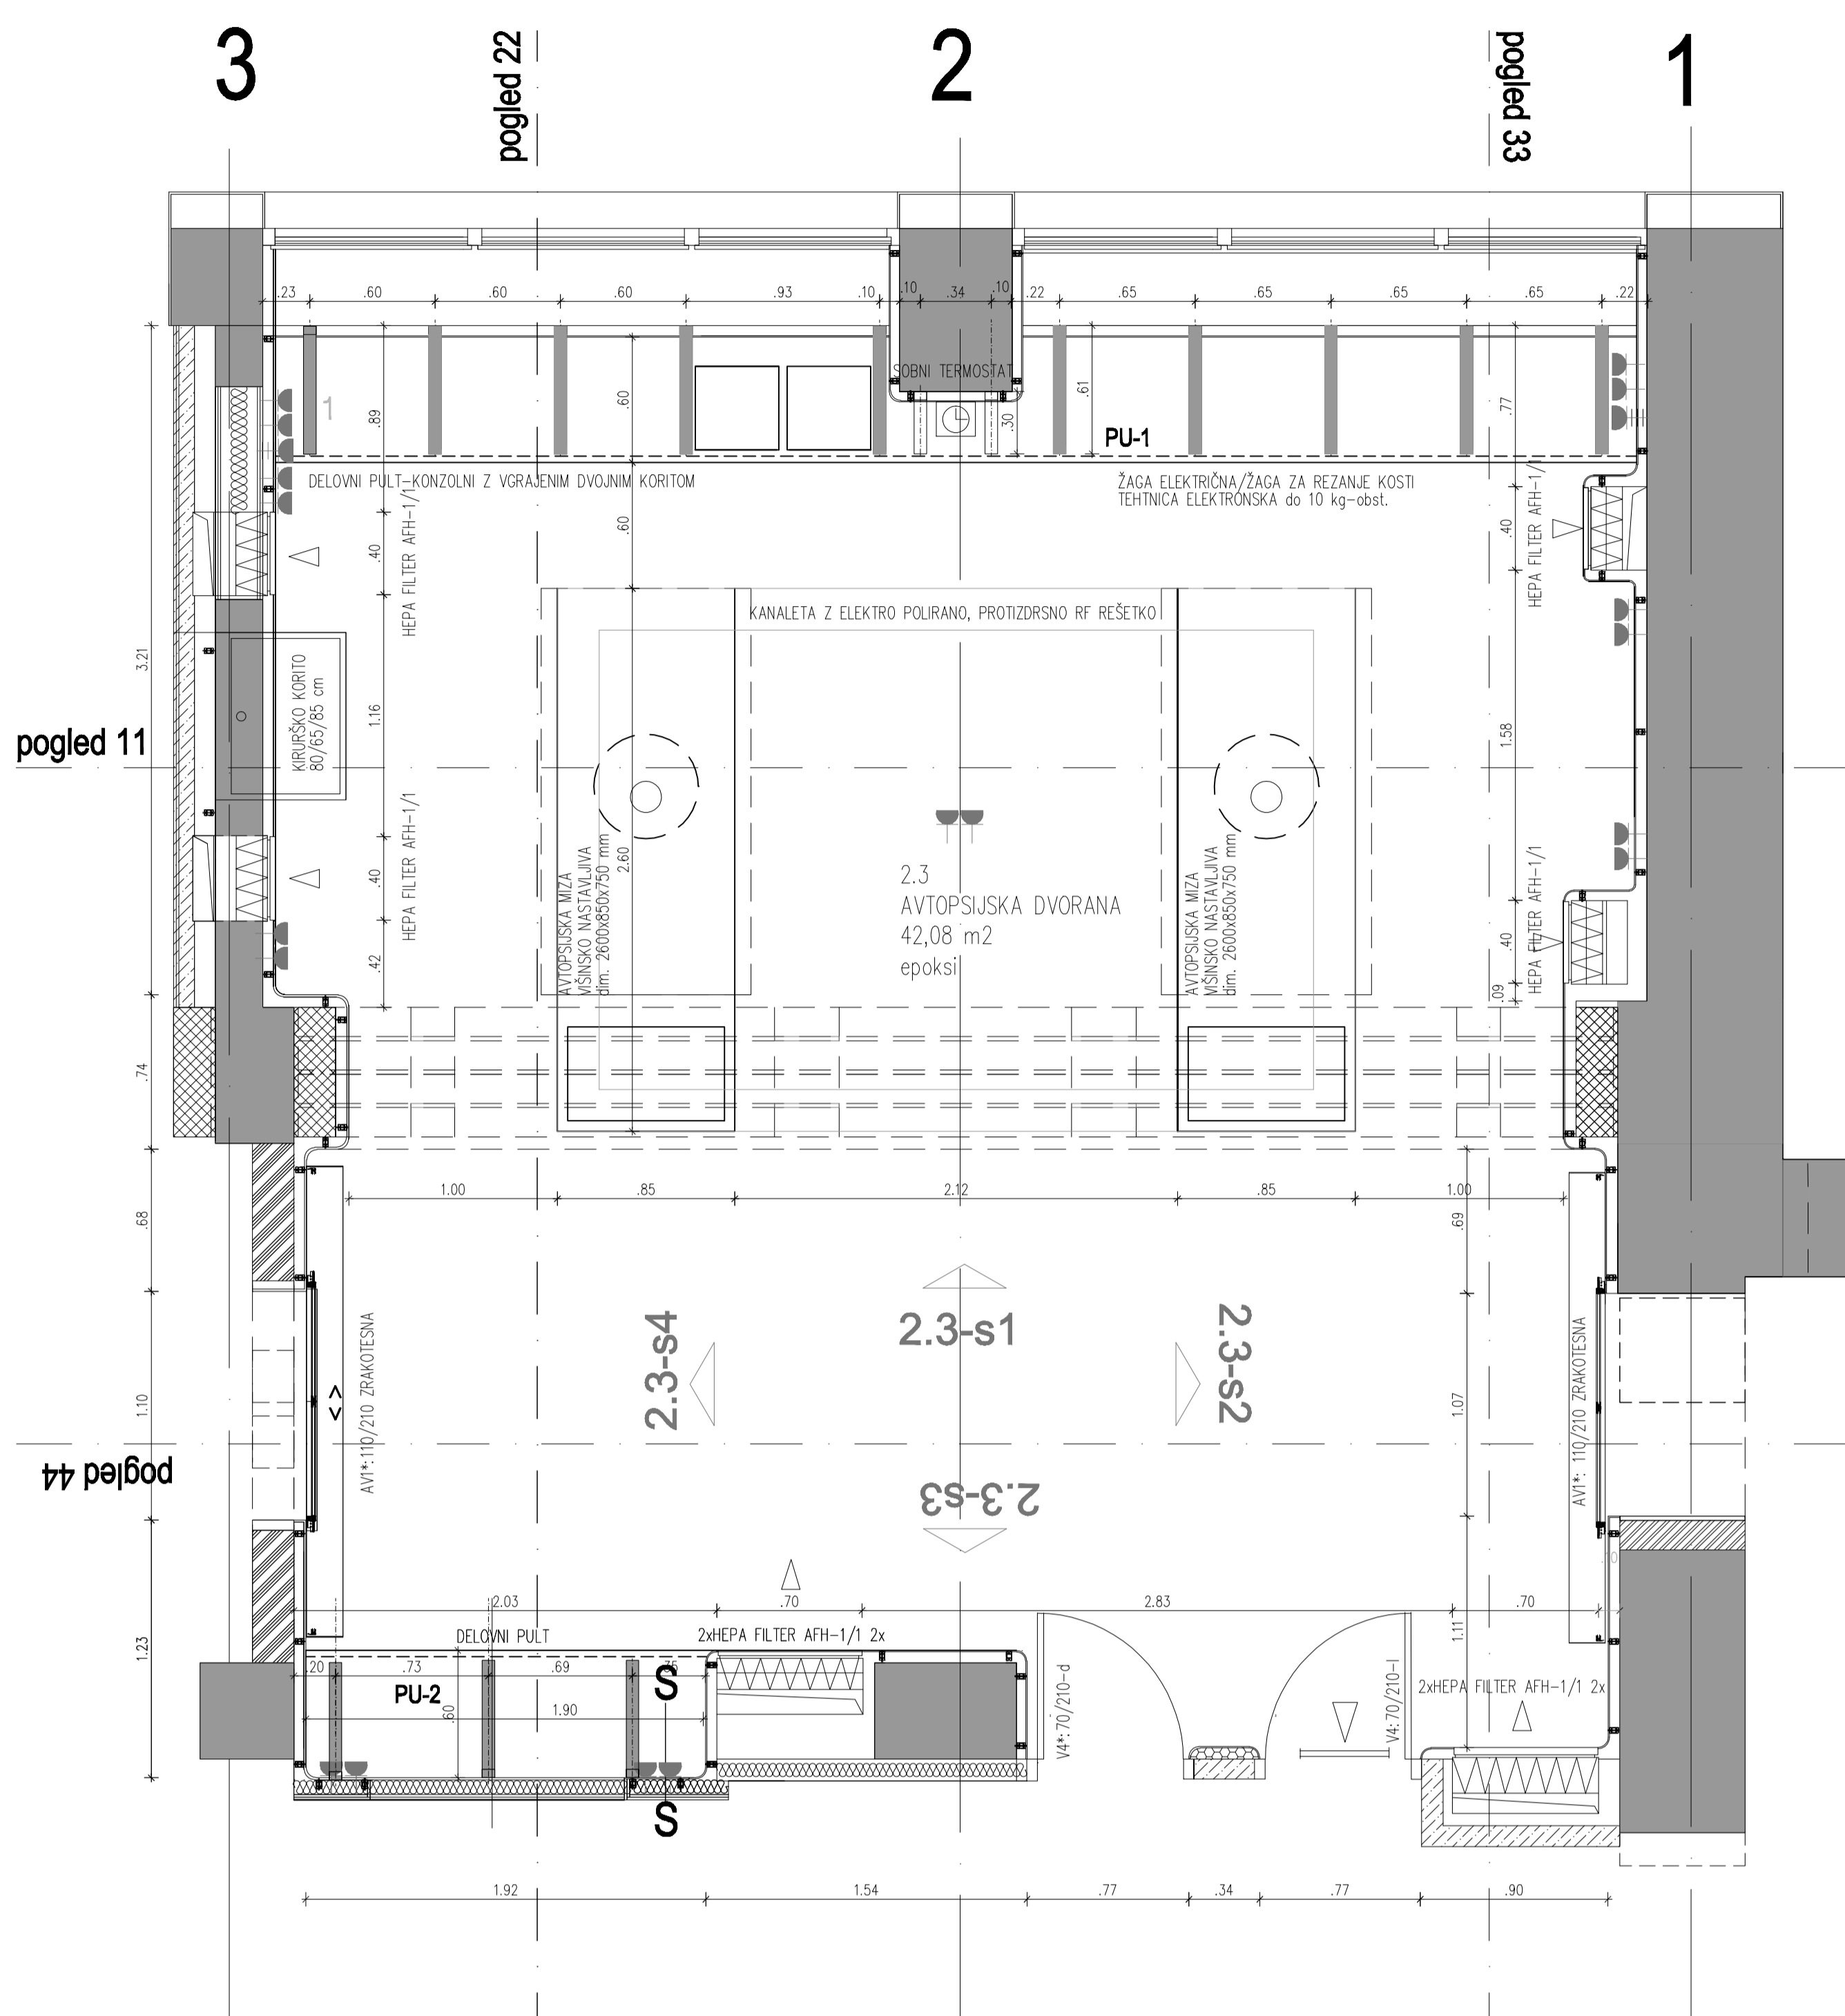 3
pogled 22
2
pogled 33
1
.23
.60
.60
.60
.93
.10
.10
.34
.10
.22
.65
.65
.65
.65
.22
SOBNI TERMOSTAT
1
.89
.60
.30
.61
PU-1
.77
DELOVNI PULT-KONZOLNI Z VGRAJENIM DVOJNIM KORITOM
ŽAGA ELEKTRIČNA/ŽAGA ZA REZANJE KOSTI
TEHTNICA ELEKTRONSKA do 10 kg-obst.
HEPA FILTER AFH-1/1
HEPA FILTER AFH-1/1
.40
.60
.40
KANALETA Z ELEKTRO POLIRANO, PROTIZDRSNO RF REŠETKO
3.21
KIRURŠKO KORITO
80/65/85 cm
1.16
1.58
pogled 11
HEPA FILTER AFH-1/1
HEPA FILTER AFH-1/1
.40
.42
2.60
AVTOPSIJSKA MIZA
VIŠINSKO NASTAVLJIVA
dim. 2600x850x750 mm
2.3
AVTOPSIJSKA DVORANA
42,08 m2
epoksi
AVTOPSIJSKA MIZA
VIŠINSKO NASTAVLJIVA
dim. 2600x850x750 mm
.40
.09
.74
1.00
.85
2.12
.85
1.00
.68
.69
2.3-s4
2.3-s1
2.3-s2
AV1*: 110/210 ZRAKOTESNA
< >
AV1*: 110/210 ZRAKOTESNA
1.10
1.07
pogled 44
2.3-s3
.10
2.03
.70
2.83
.70
1.23
1.11
DELOVNI PULT
2xHEPA FILTER AFH-1/1 2x
.20
.73
.69
.35
S
PU-2
.60
1.90
V4*: 70/210-d
V4: 70/210-l
2xHEPA FILTER AFH-1/1 2x
S
1.92
1.54
.77
.34
.77
.90